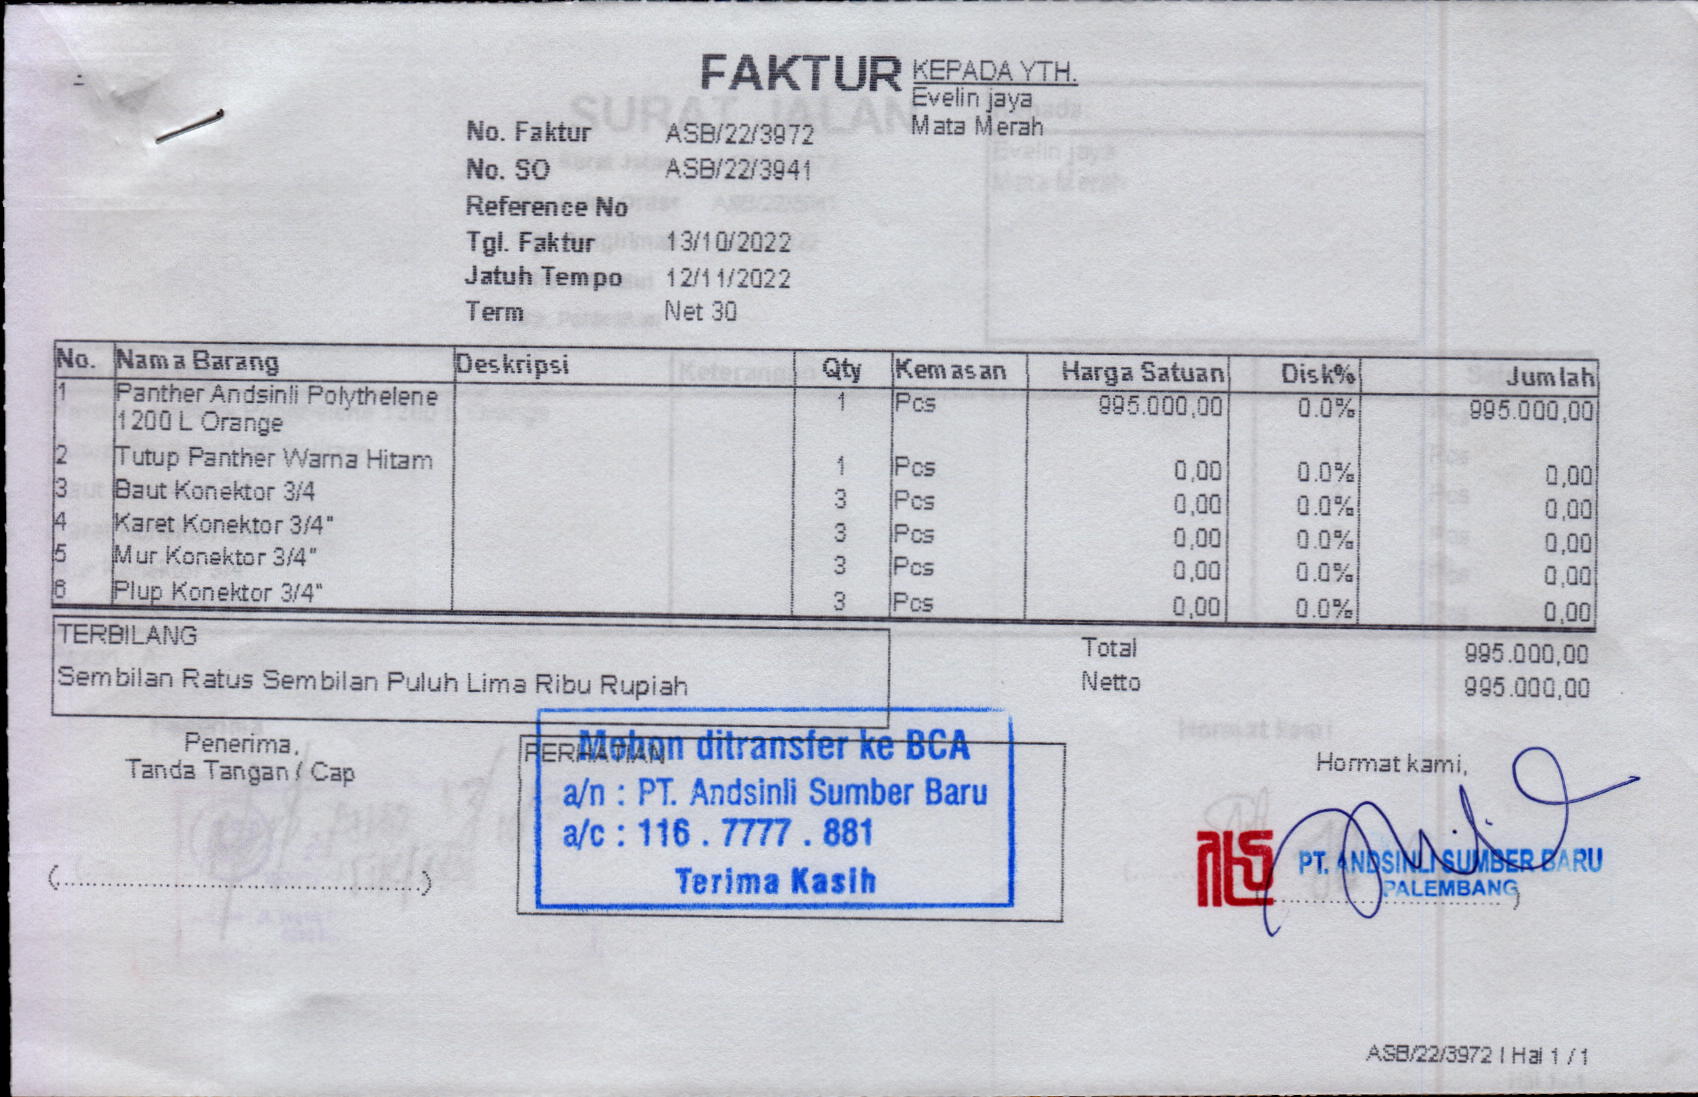 FAKTUR
KEPADA YTH.
Evelin jaya
Mata Merah
No. Faktur ASB/22/3972
No. SO ASB/22/3941
Reference No
Tgl. Faktur 13/10/2022
Jatuh Tempo 12/11/2022
Term Net 30
No. Nama Barang Deskripsi Qty Kemasan Harga Satuan Disk% Jumlah
1 Panther Andsinli Polythelene 1 Pcs 995.000,00 0.0% 995.000,00
1200 L Orange
2 Tutup Panther Warna Hitam 1 Pcs 0,00 0.0% 0,00
3 Baut Konektor 3/4 3 Pcs 0,00 0.0% 0,00
4 Karet Konektor 3/4" 3 Pcs 0,00 0.0% 0,00
5 Mur Konektor 3/4" 3 Pcs 0,00 0.0% 0,00
6 Plup Konektor 3/4" 3 Pcs 0,00 0.0% 0,00
TERBILANG
Sembilan Ratus Sembilan Puluh Lima Ribu Rupiah
Total 995.000,00
Netto 995.000,00
Penerima,
Tanda Tangan / Cap
(................................................)
PERHATIAN
Mohon ditransfer ke BCA
a/n : PT. Andsinli Sumber Baru
a/c : 116 . 7777 . 881
Terima Kasih
Hormat kami,
PT. ANDSINLI SUMBER BARU
PALEMBANG
ASB/22/3972 | Hal 1 / 1